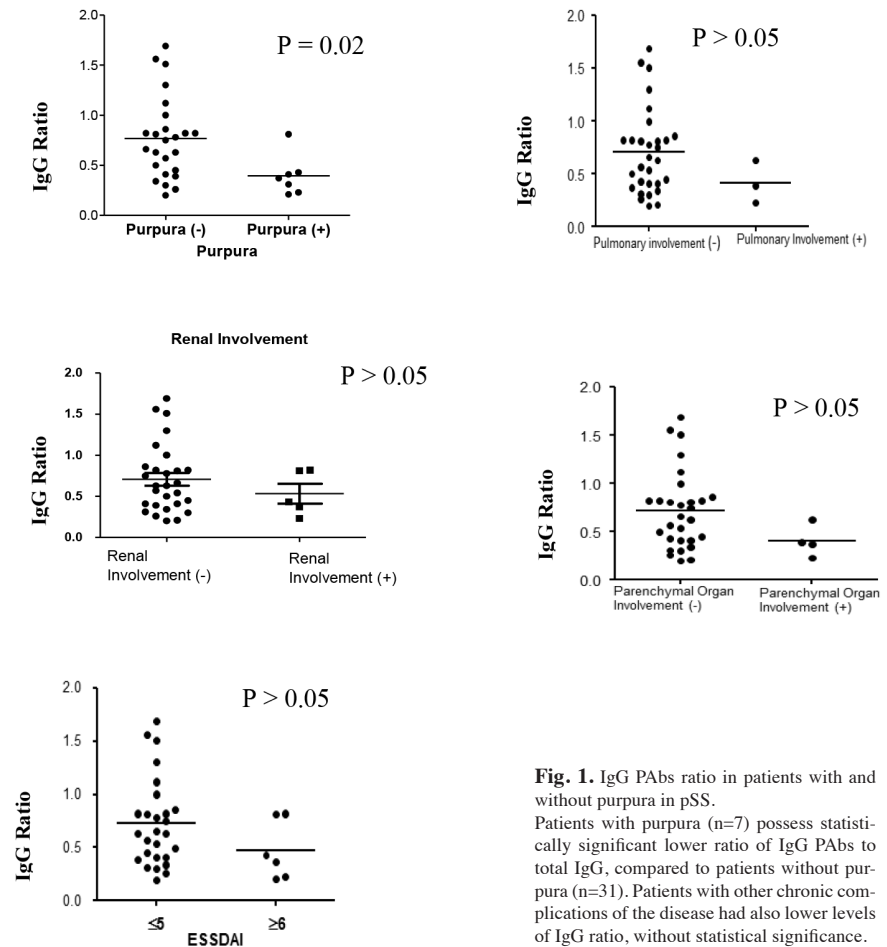 P = 0.02
IgG Ratio
2.0
1.5
1.0
0.5
0.0
Purpura (-)
Purpura (+)
Purpura
P > 0.05
IgG Ratio
2.0
1.5
1.0
0.5
0.0
Pulmonary involvement (-)
Pulmonary Involvement (+)
Renal Involvement
P > 0.05
IgG Ratio
2.0
1.5
1.0
0.5
0.0
Renal
Involvement (-)
Renal
Involvement (+)
P > 0.05
IgG Ratio
2.0
1.5
1.0
0.5
0.0
Parenchymal Organ
Involvement (-)
Parenchymal Organ
Involvement (+)
P > 0.05
IgG Ratio
2.0
1.5
1.0
0.5
0.0
≤5
≥6
ESSDAI
Fig. 1. IgG PAbs ratio in patients with and
without purpura in pSS.
Patients with purpura (n=7) possess statisti-
cally significant lower ratio of IgG PAbs to
total IgG, compared to patients without pur-
pura (n=31). Patients with other chronic com-
plications of the disease had also lower levels
of IgG ratio, without statistical significance.